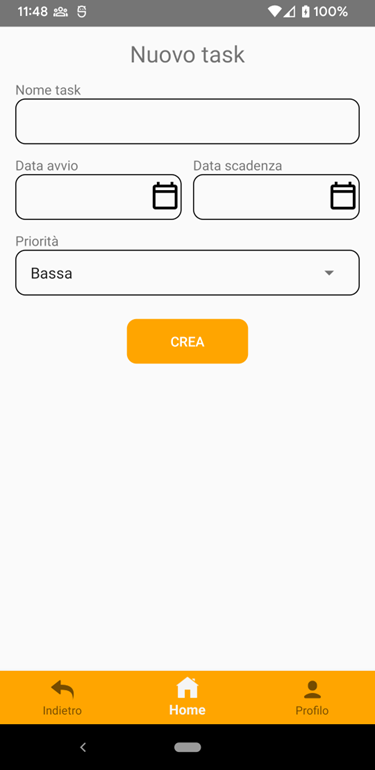 11:48 100%
Nuovo task
Nome task
Data avvio Data scadenza
Priorità
Bassa
CREA
Indietro Home Profilo